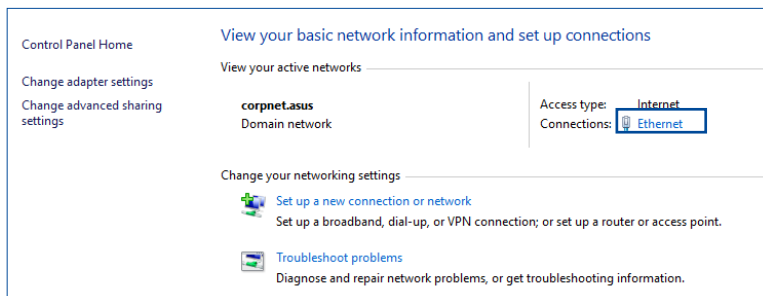 Control Panel Home
Change adapter settings
Change advanced sharing
settings
View your basic network information and set up connections
View your active networks
corpnet.asus
Domain network
Access type: Internet
Connections: Ethernet
Change your networking settings
Set up a new connection or network
Set up a broadband, dial-up, or VPN connection; or set up a router or access point.
Troubleshoot problems
Diagnose and repair network problems, or get troubleshooting information.